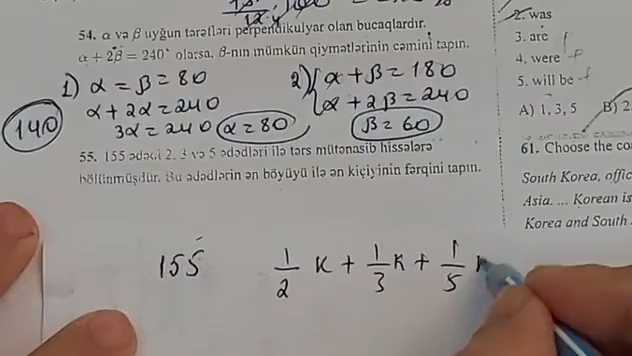 54. α və β uyğun tərəfləri perpendikulyar olan bucaqlardır.
α + 2β = 240° olarsa, β-nın mümkün qiymətlərinin cəmini tapın.
1) α = β = 80
α + 2α = 240
3α = 240 α = 80
140
2) α + β = 180
α + 2β = 240
β = 60
55. 155 ədədi 2, 3 və 5 ədədləri ilə tərs mütənasib hissələrə
bölünmüşdür. Bu ədədlərin ən böyüyü ilə ən kiçiyinin fərqini tapın.
155 1/2 K + 1/3 K + 1/5
2. was
3. are
4. were
5. will be
A) 1, 3, 5 B) 2
61. Choose the
South Korea,
Asia. ... Korean is
Korea and South